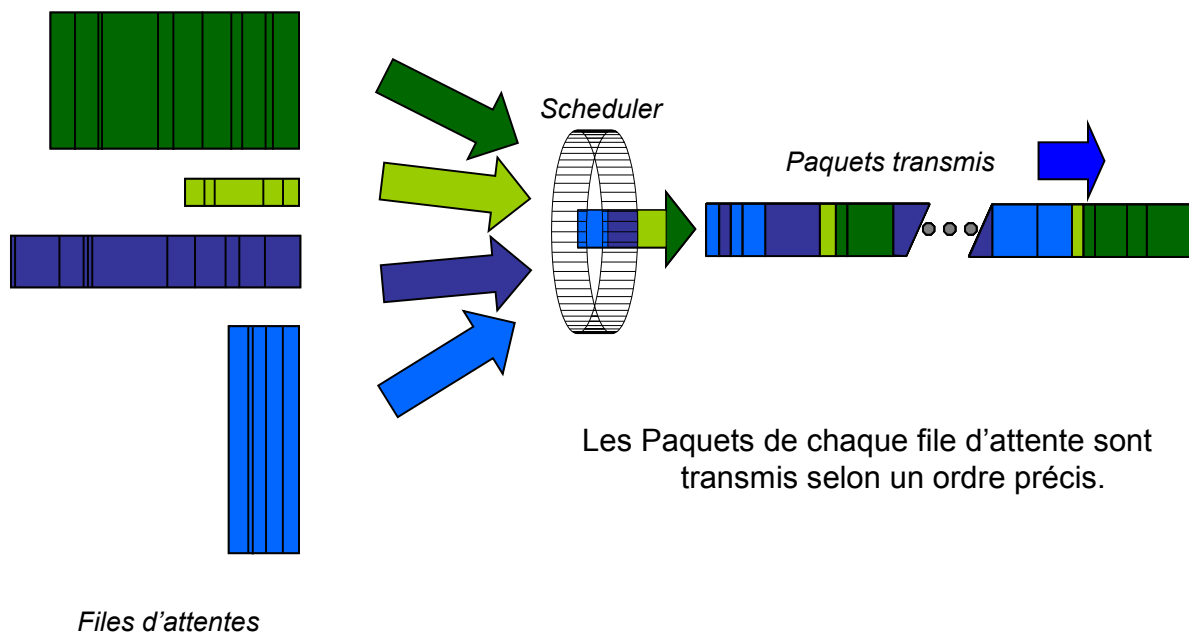 Scheduler
Paquets transmis
Les Paquets de chaque file d'attente sont
transmis selon un ordre précis.
Files d'attentes